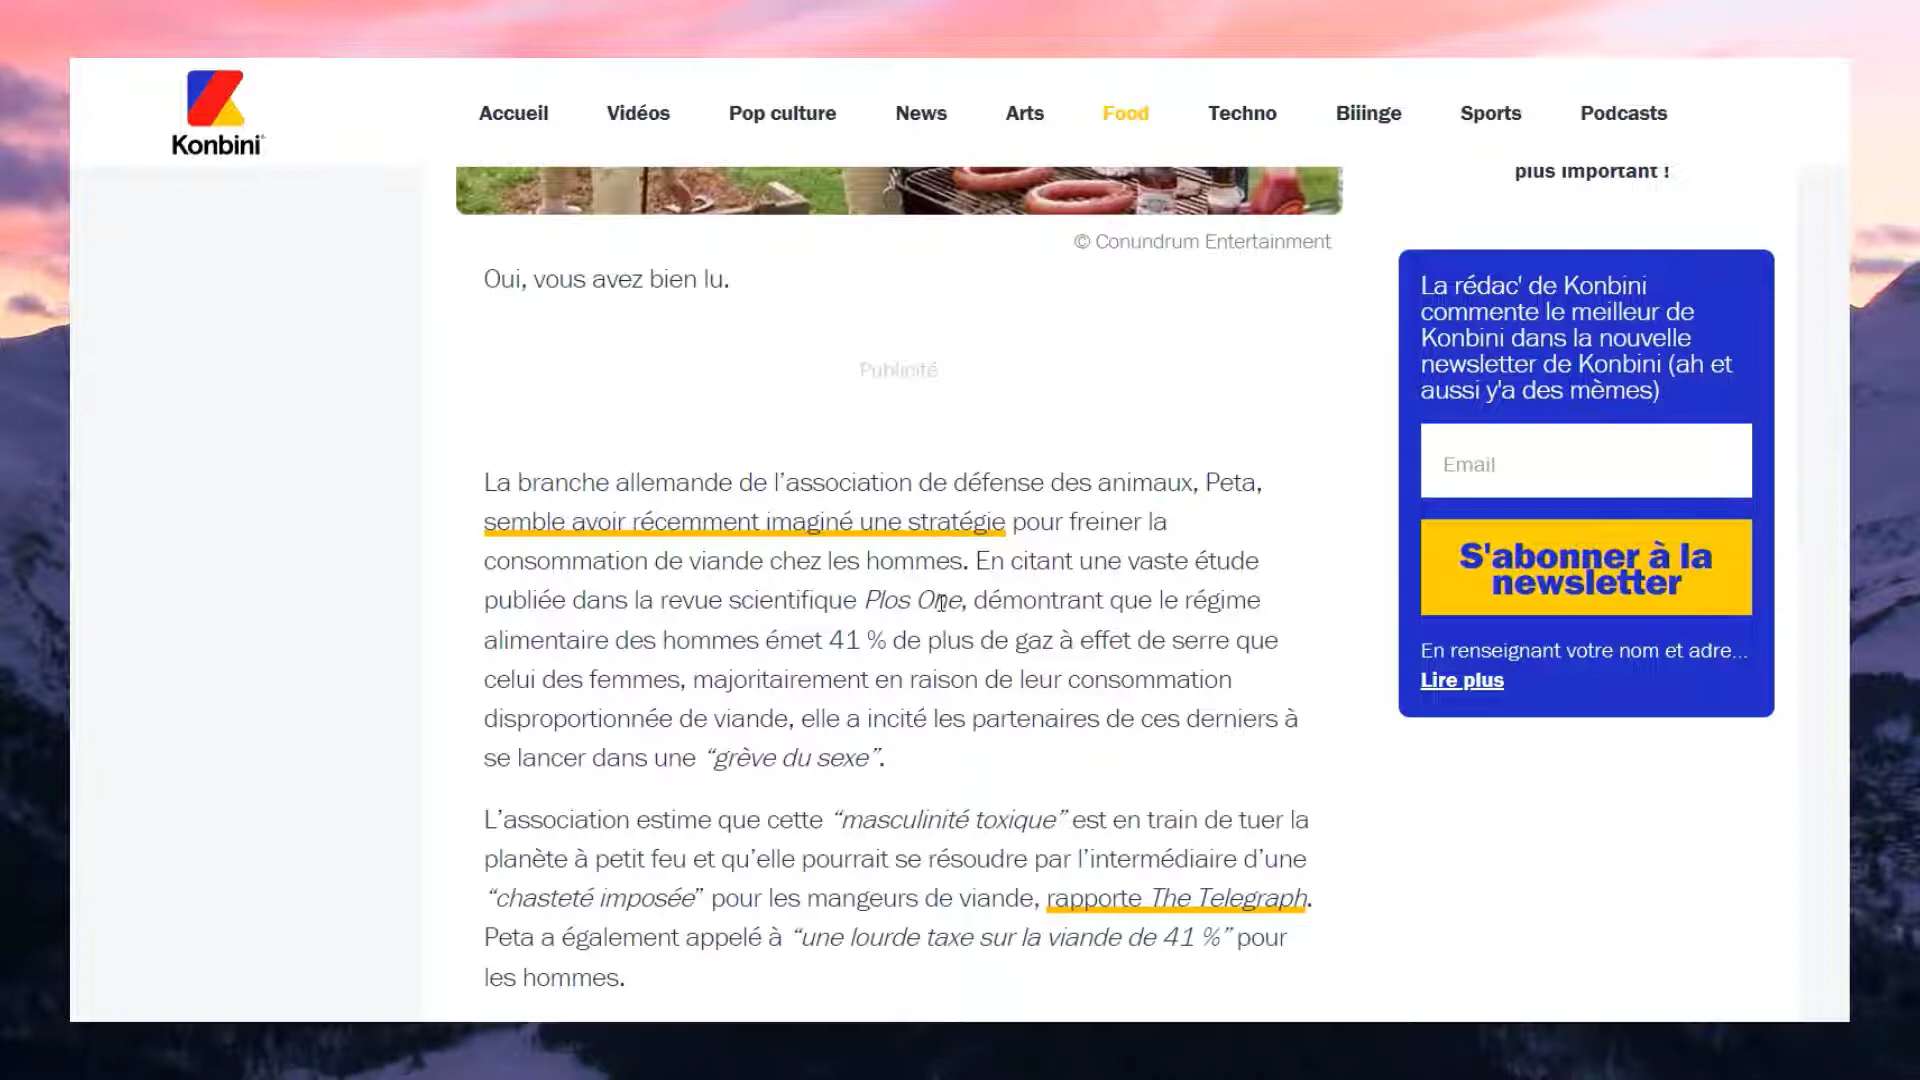 Konbini
Accueil Vidéos Pop culture News Arts Food Techno Biiinge Sports Podcasts
plus important !
© Conundrum Entertainment
Oui, vous avez bien lu.
Publicité
La branche allemande de l’association de défense des animaux, Peta,
semble avoir récemment imaginé une stratégie pour freiner la
consommation de viande chez les hommes. En citant une vaste étude
publiée dans la revue scientifique Plos One, démontrant que le régime
alimentaire des hommes émet 41 % de plus de gaz à effet de serre que
celui des femmes, majoritairement en raison de leur consommation
disproportionnée de viande, elle a incité les partenaires de ces derniers à
se lancer dans une “grève du sexe”.
L’association estime que cette “masculinité toxique” est en train de tuer la
planète à petit feu et qu’elle pourrait se résoudre par l’intermédiaire d’une
“chasteté imposée” pour les mangeurs de viande, rapporte The Telegraph.
Peta a également appelé à “une lourde taxe sur la viande de 41 %” pour
les hommes.
La rédac' de Konbini
commente le meilleur de
Konbini dans la nouvelle
newsletter de Konbini (ah et
aussi y'a des mèmes)
Email
S'abonner à la
newsletter
En renseignant votre nom et adre...
Lire plus